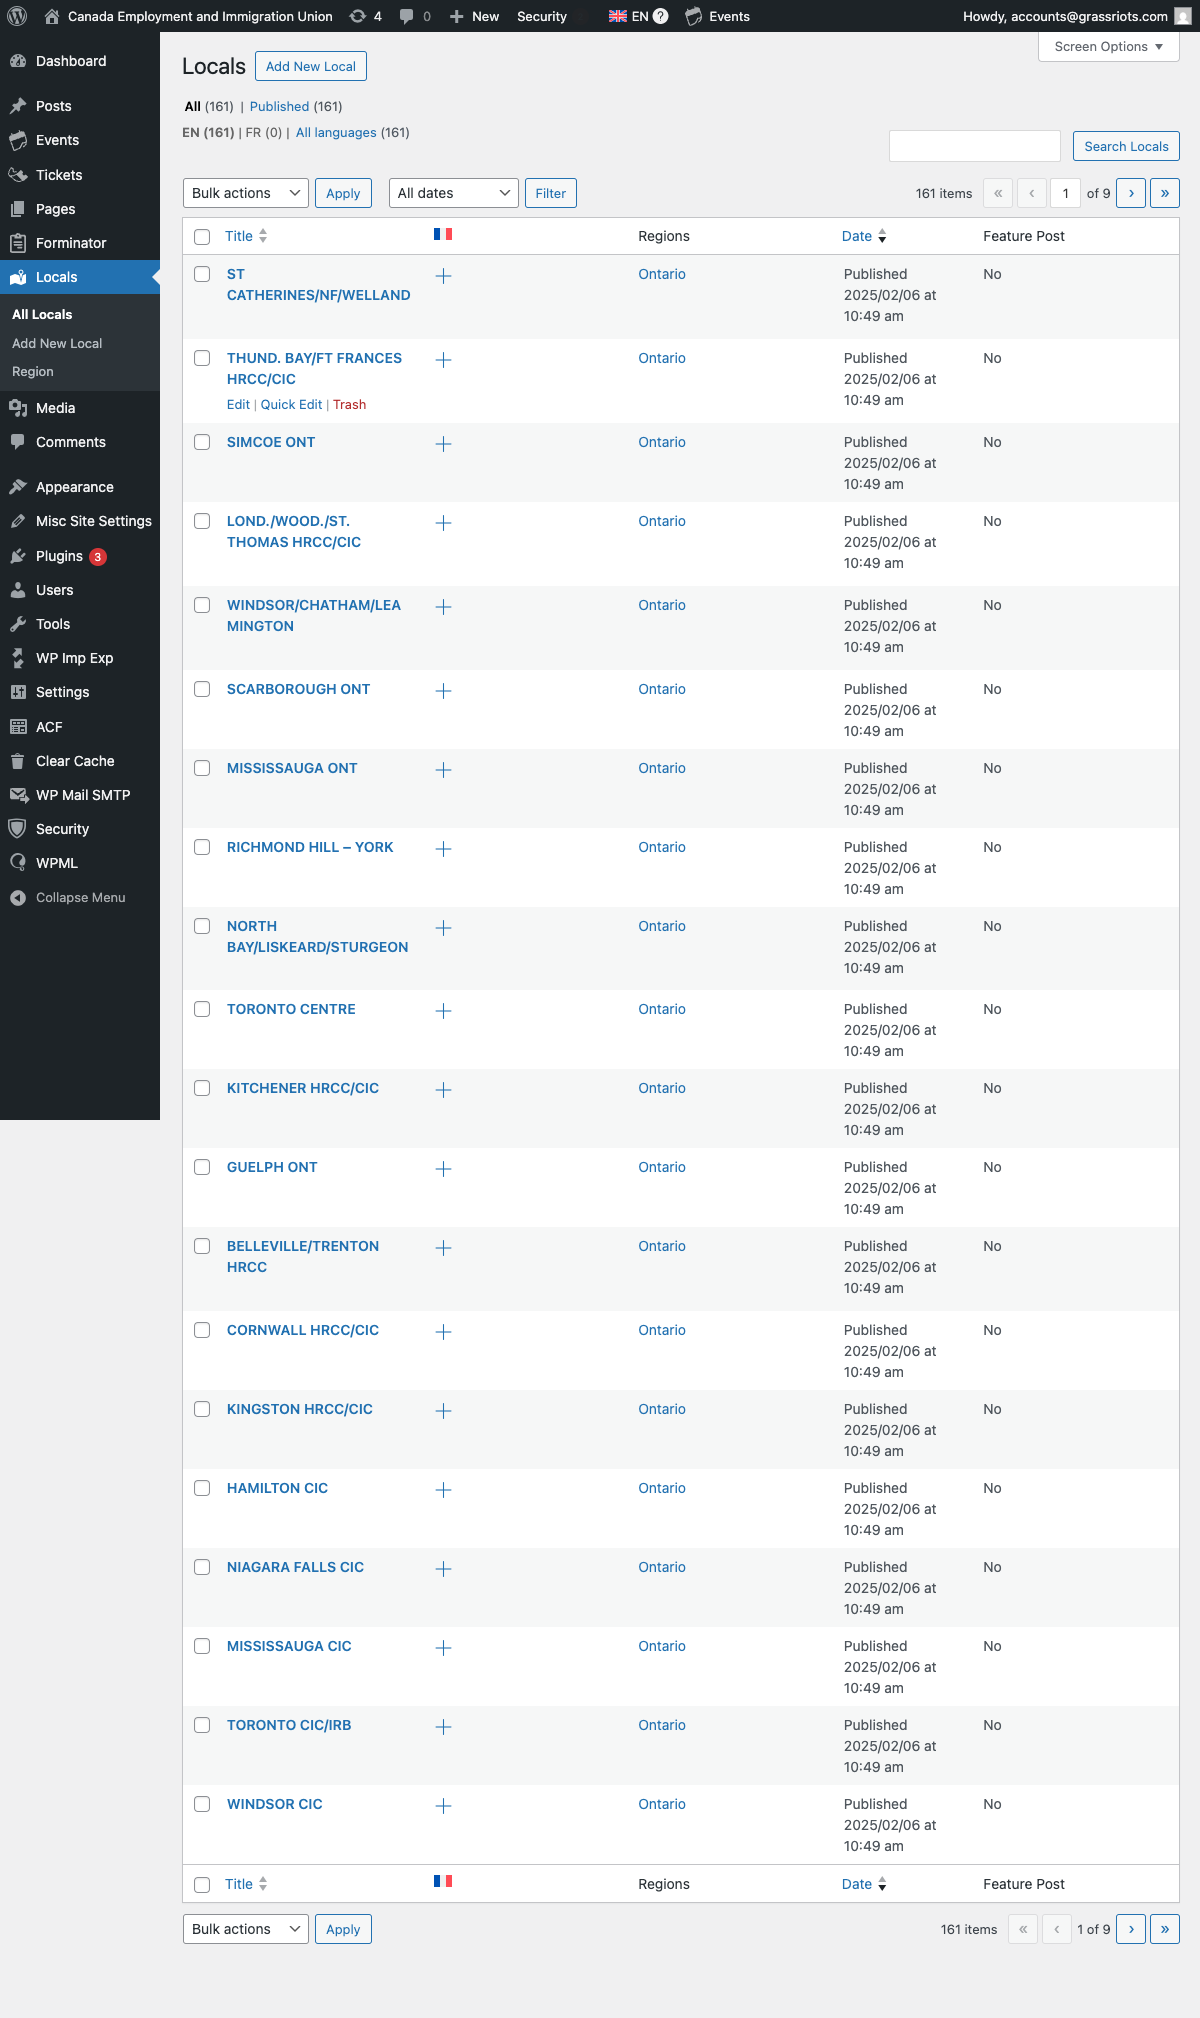 Canada Employment and Immigration Union 4 0 New Security EN ? Events Howdy, accounts@grassriots.com
Screen Options
Dashboard
Posts
Events
Tickets
Pages
Forminator
Locals
All Locals
Add New Local
Region
Media
Comments
Appearance
Misc Site Settings
Plugins 3
Users
Tools
WP Imp Exp
Settings
ACF
Clear Cache
WP Mail SMTP
Security
WPML
Collapse Menu
Locals Add New Local
All (161) | Published (161)
EN (161) | FR (0) | All languages (161)
Search Locals
Bulk actions Apply All dates Filter 161 items « ‹ 1 of 9 › »
Title Regions Date Feature Post
ST Ontario Published No
CATHERINES/NF/WELLAND 2025/02/06 at
10:49 am
THUND. BAY/FT FRANCES Ontario Published No
HRCC/CIC 2025/02/06 at
Edit | Quick Edit | Trash 10:49 am
SIMCOE ONT Ontario Published No
2025/02/06 at
10:49 am
LOND./WOOD./ST. Ontario Published No
THOMAS HRCC/CIC 2025/02/06 at
10:49 am
WINDSOR/CHATHAM/LEA Ontario Published No
MINGTON 2025/02/06 at
10:49 am
SCARBOROUGH ONT Ontario Published No
2025/02/06 at
10:49 am
MISSISSAUGA ONT Ontario Published No
2025/02/06 at
10:49 am
RICHMOND HILL – YORK Ontario Published No
2025/02/06 at
10:49 am
NORTH Ontario Published No
BAY/LISKEARD/STURGEON 2025/02/06 at
10:49 am
TORONTO CENTRE Ontario Published No
2025/02/06 at
10:49 am
KITCHENER HRCC/CIC Ontario Published No
2025/02/06 at
10:49 am
GUELPH ONT Ontario Published No
2025/02/06 at
10:49 am
BELLEVILLE/TRENTON Ontario Published No
HRCC 2025/02/06 at
10:49 am
CORNWALL HRCC/CIC Ontario Published No
2025/02/06 at
10:49 am
KINGSTON HRCC/CIC Ontario Published No
2025/02/06 at
10:49 am
HAMILTON CIC Ontario Published No
2025/02/06 at
10:49 am
NIAGARA FALLS CIC Ontario Published No
2025/02/06 at
10:49 am
MISSISSAUGA CIC Ontario Published No
2025/02/06 at
10:49 am
TORONTO CIC/IRB Ontario Published No
2025/02/06 at
10:49 am
WINDSOR CIC Ontario Published No
2025/02/06 at
10:49 am
Title Regions Date Feature Post
Bulk actions Apply 161 items « ‹ 1 of 9 › »